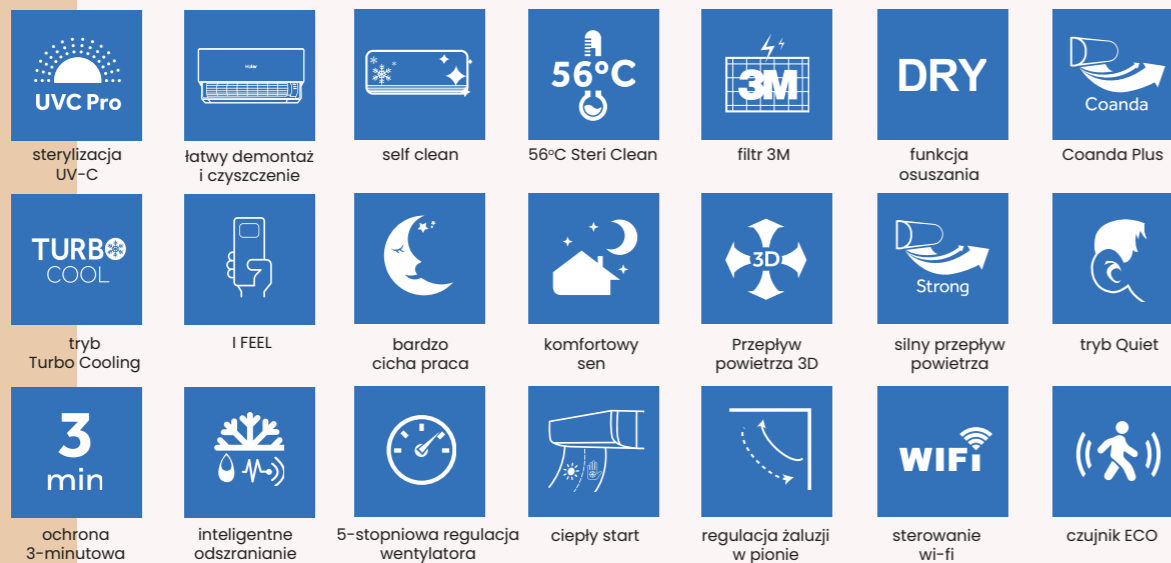 UVC Pro
sterylizacja
UV-C
Haier
łatwy demontaż
i czyszczenie
self clean
56°C
56°C Steri Clean
3M
filtr 3M
DRY
funkcja
osuszania
Coanda
Coanda Plus
TURBO
COOL
tryb
Turbo Cooling
I FEEL
bardzo
cicha praca
komfortowy
sen
3D
Przepływ
powietrza 3D
Strong
silny przepływ
powietrza
tryb Quiet
3
min
ochrona
3-minutowa
inteligentne
odszranianie
5-stopniowa regulacja
wentylatora
ciepły start
regulacja żaluzji
w pionie
WIFi
sterowanie
wi-fi
czujnik ECO